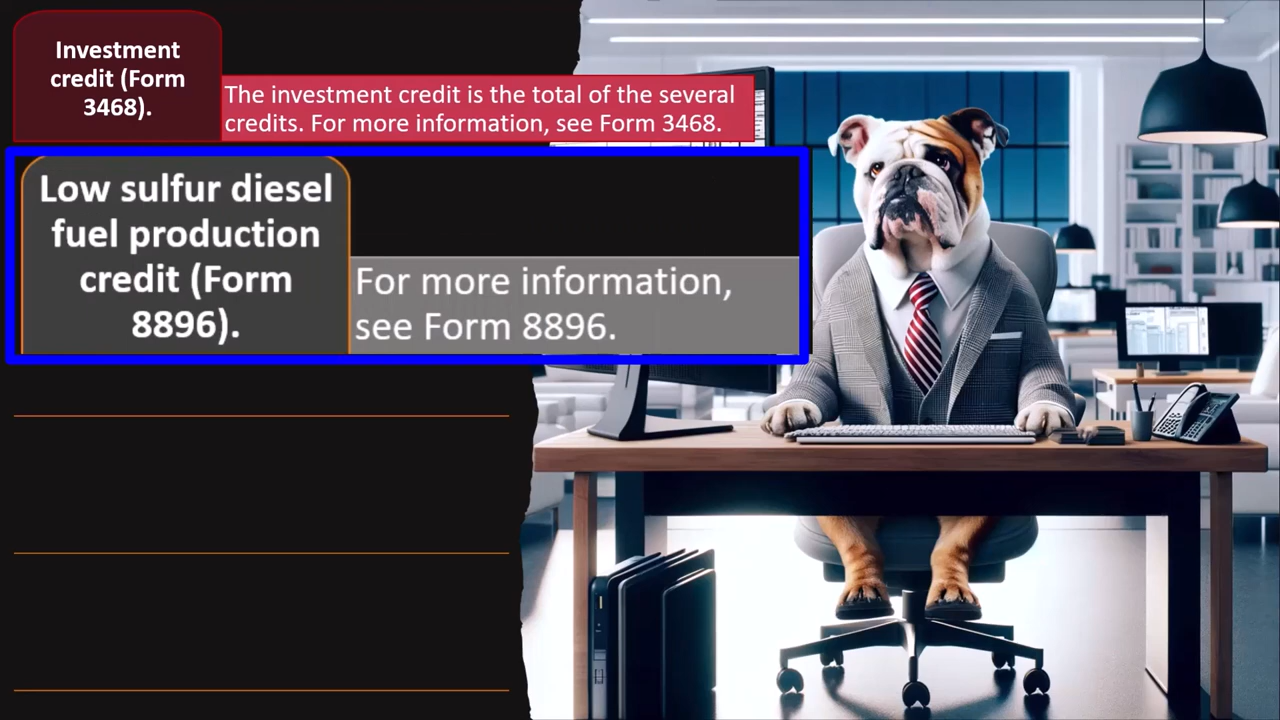 Investment
credit (Form
3468).
The investment credit is the total of the several
credits. For more information, see Form 3468.
Low sulfur diesel
fuel production
credit (Form
8896).
For more information,
see Form 8896.